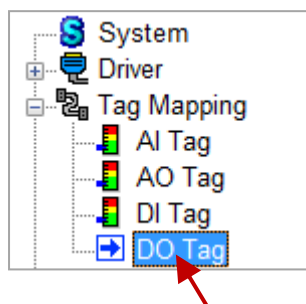 System
Driver
Tag Mapping
AI Tag
AO Tag
DI Tag
DO Tag